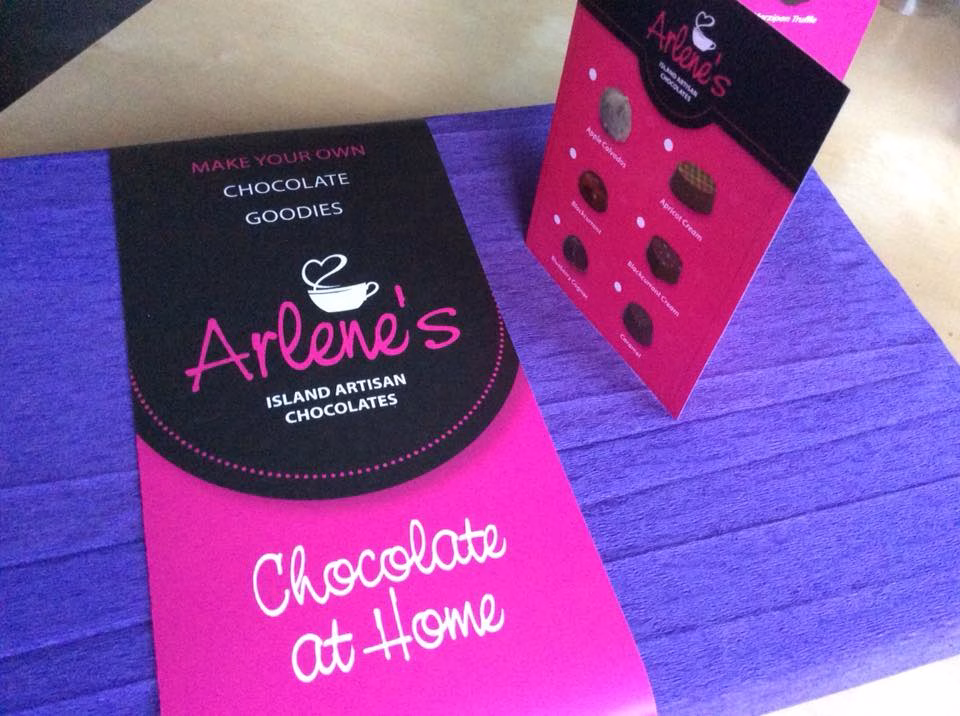 MAKE YOUR OWN
CHOCOLATE
GOODIES
Arlene's
ISLAND ARTISAN
CHOCOLATES
Chocolate
at Home
Arlene's
ISLAND ARTISAN
CHOCOLATES
Apple Calvados
Apricot Cream
Blackcurrant
Blackcurrant Cream
Caramel
Marzipan Truffle